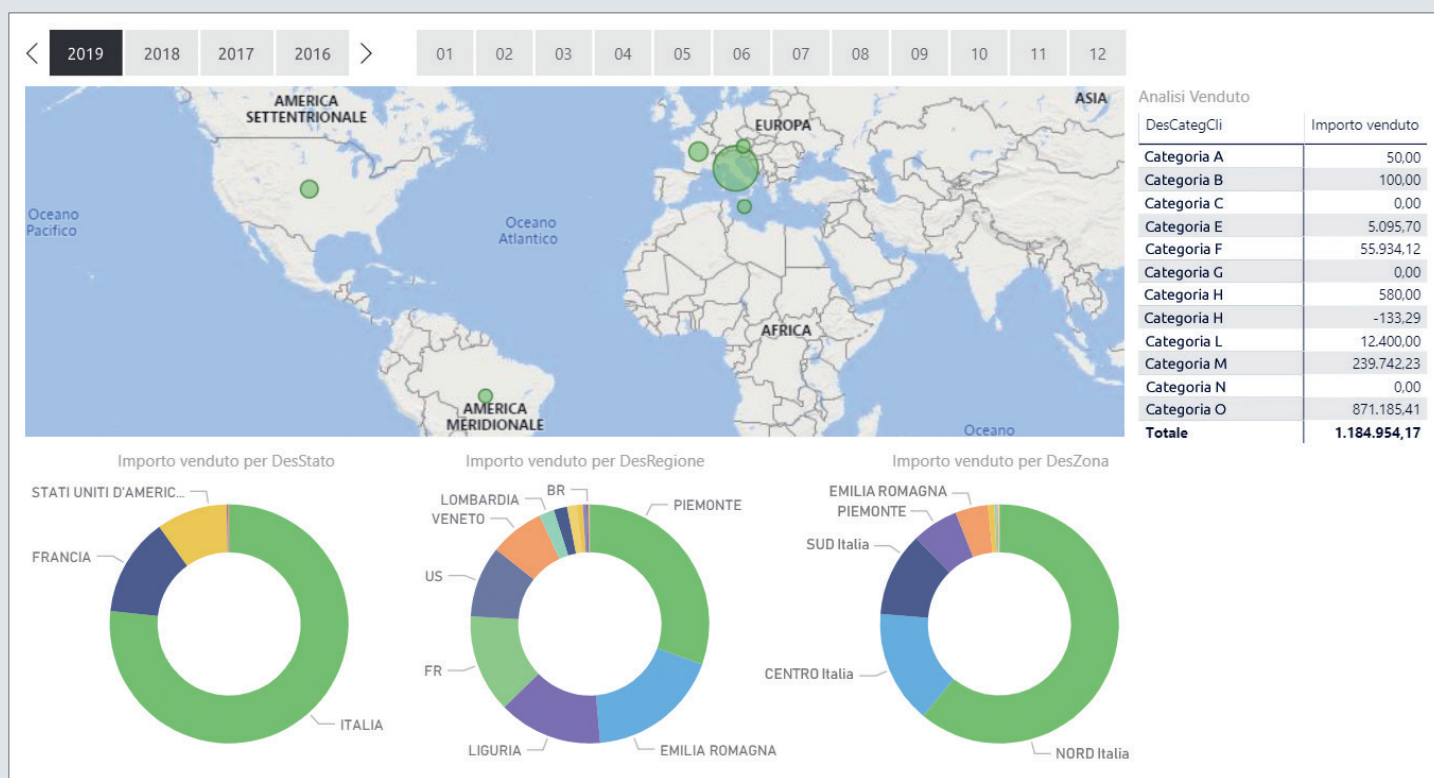 2019 2018 2017 2016 01 02 03 04 05 06 07 08 09 10 11 12
AMERICA
SETTENTRIONALE
EUROPA
ASIA
Oceano
Pacifico
Oceano
Atlantico
AFRICA
AMERICA
MERIDIONALE
Oceano
Analisi Venduto
DesCategCli Importo venduto
Categoria A 50,00
Categoria B 100,00
Categoria C 0,00
Categoria E 5.095,70
Categoria F 55.934,12
Categoria G 0,00
Categoria H 580,00
Categoria H -133,29
Categoria L 12.400,00
Categoria M 239.742,23
Categoria N 0,00
Categoria O 871.185,41
Totale 1.184.954,17
Importo venduto per DesStato
STATI UNITI D'AMERIC...
FRANCIA
ITALIA
Importo venduto per DesRegione
BR
LOMBARDIA
VENETO
PIEMONTE
US
FR
LIGURIA
EMILIA ROMAGNA
Importo venduto per DesZona
EMILIA ROMAGNA
PIEMONTE
SUD Italia
CENTRO Italia
NORD Italia